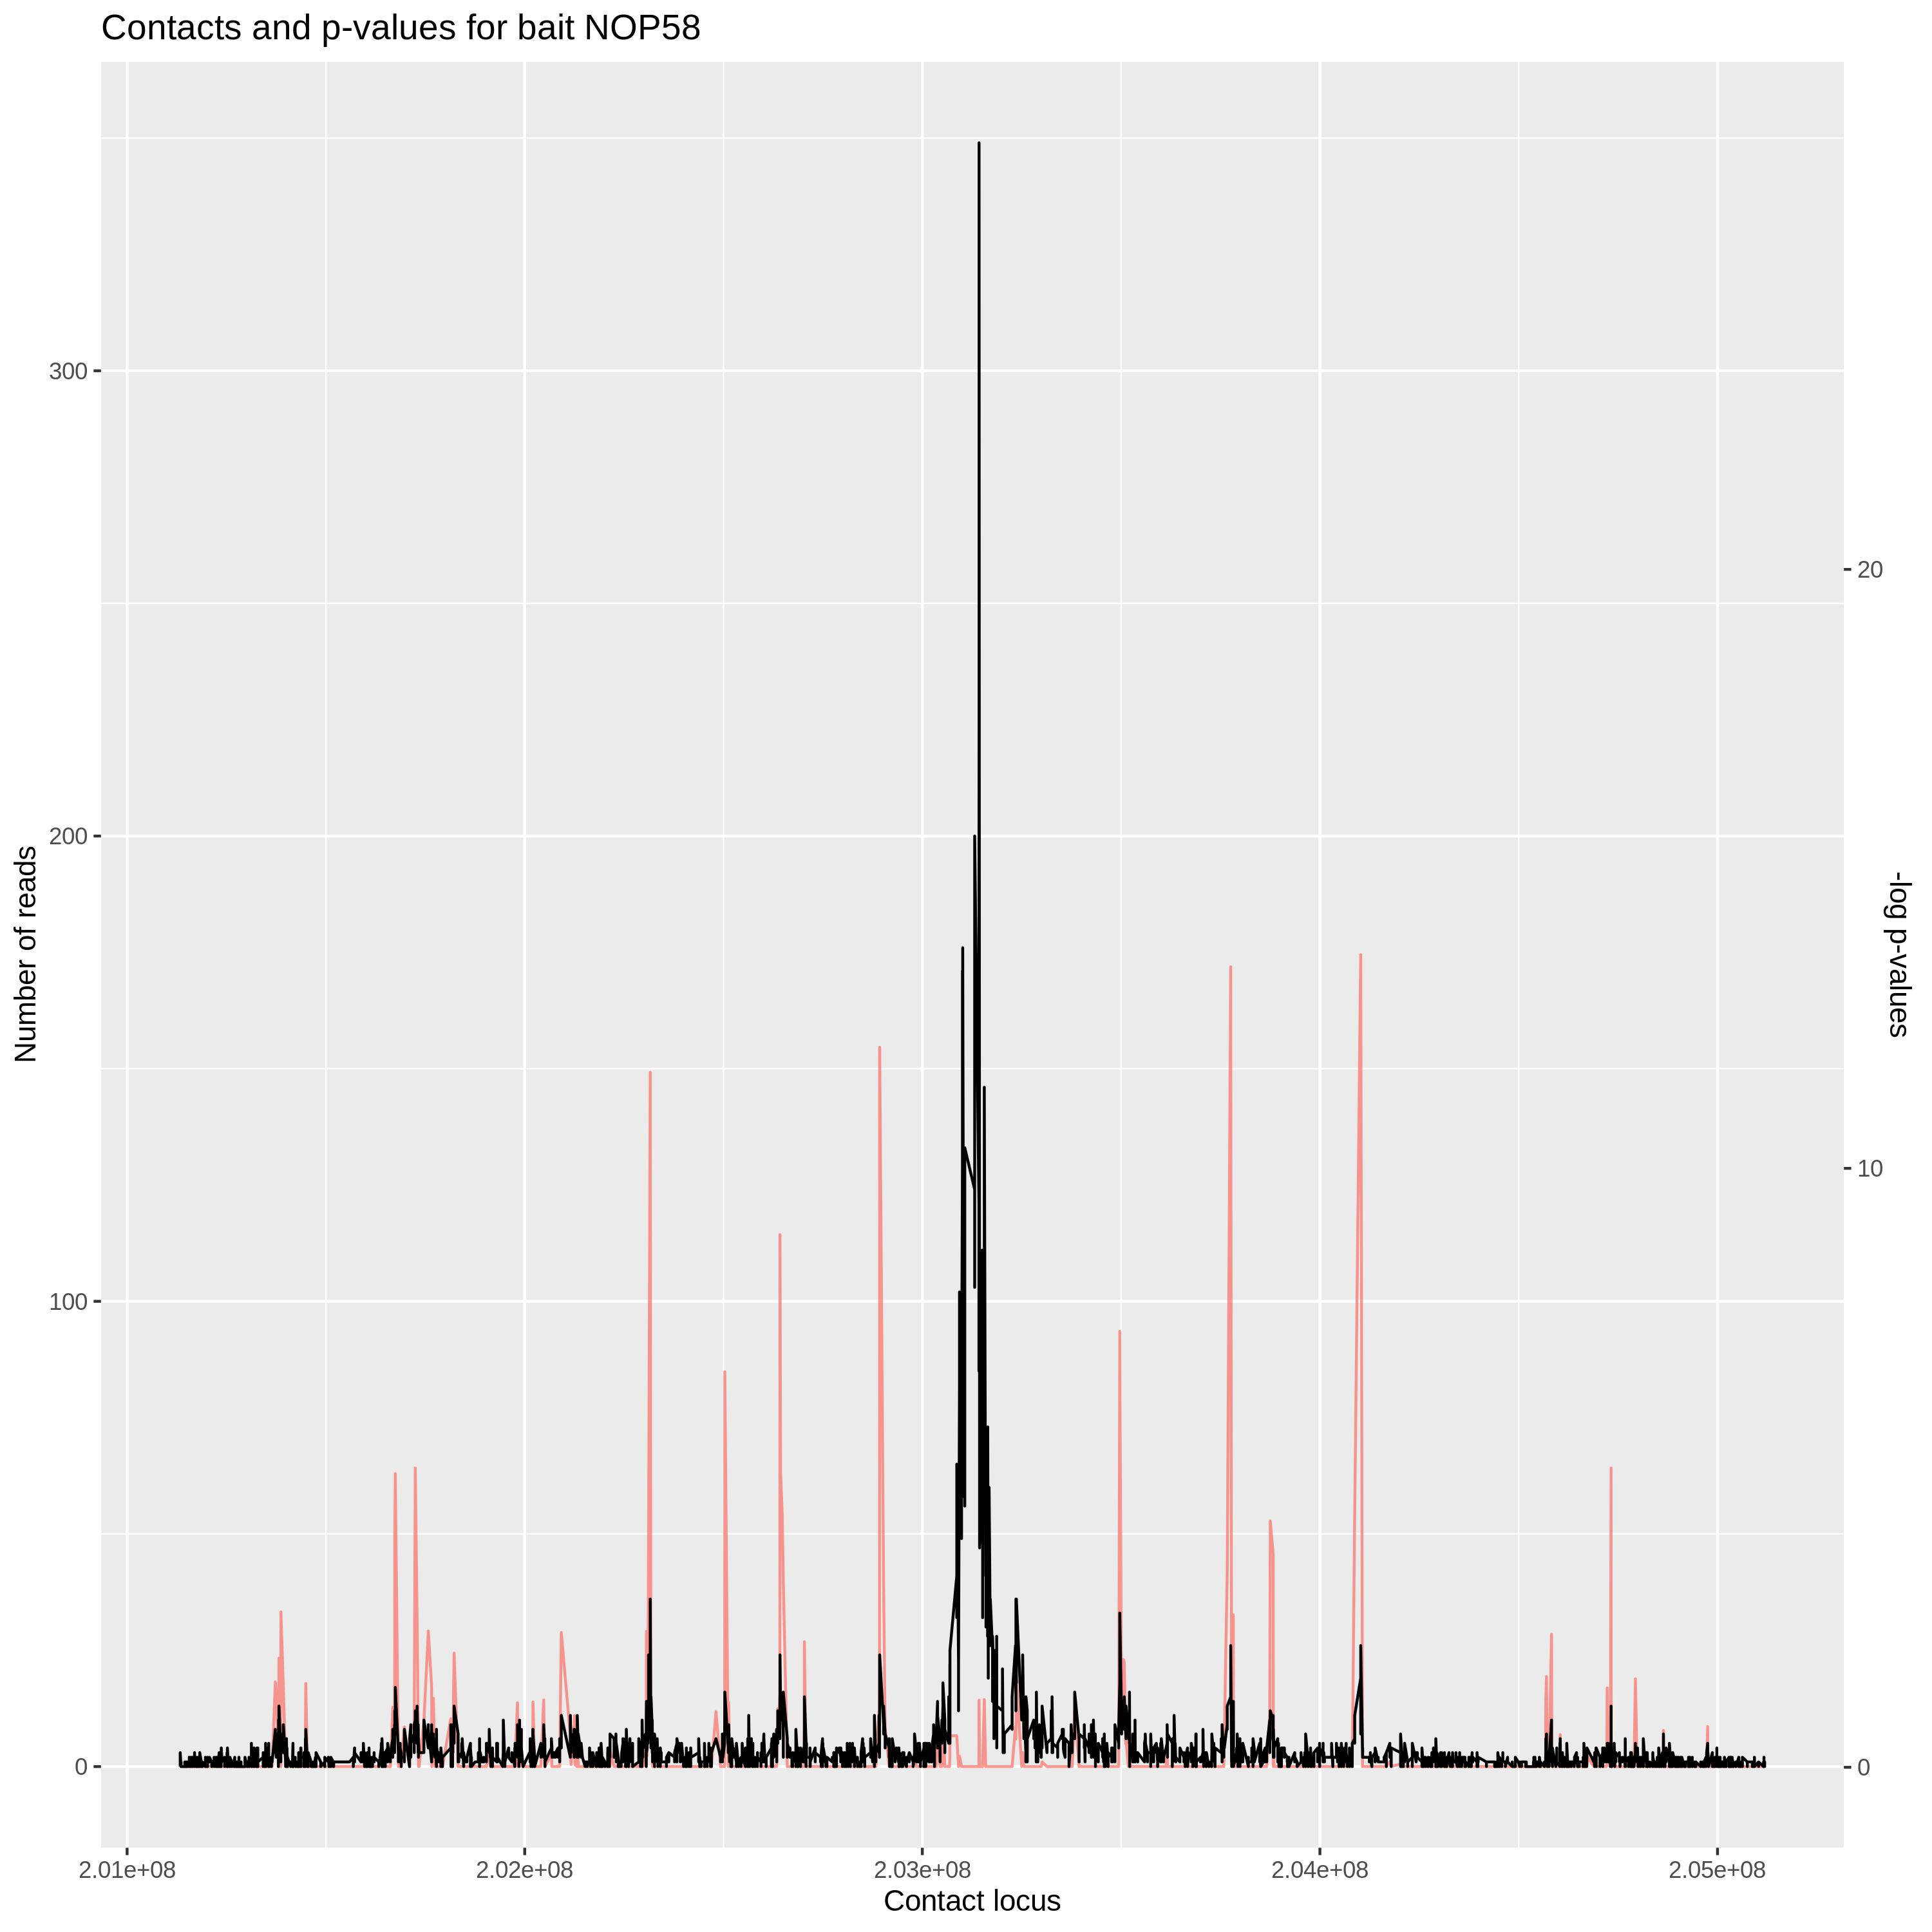 Contacts and p-values for bait NOP58
Number of reads
300
200
100
0
20
10
0
-log p-values
2.01e+08 2.02e+08 2.03e+08 2.04e+08 2.05e+08
Contact locus